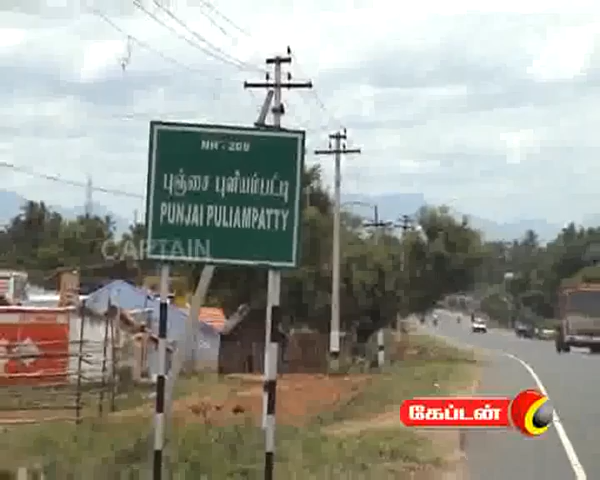 NH - 209
புஞ்சை புளியம்பட்டி
PUNJAI PULIAMPATTY
CAPTAIN
கேப்டன்